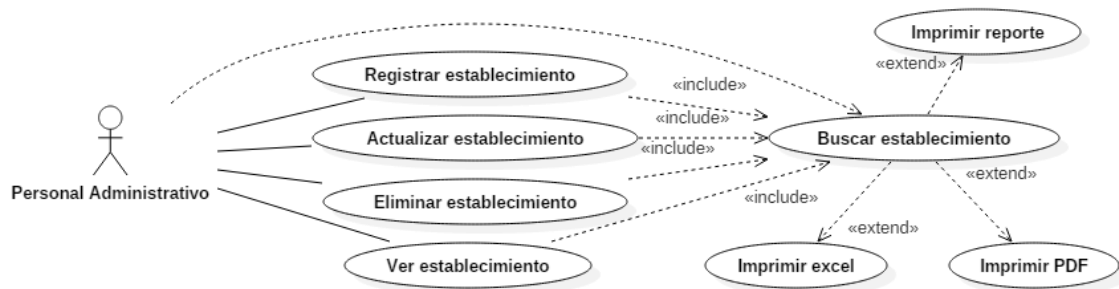 Imprimir reporte
«extend»
Registrar establecimiento
«include»
«include»
Actualizar establecimiento
Buscar establecimiento
«include»
«extend»
Personal Administrativo
Eliminar establecimiento
«include»
«extend»
Ver establecimiento
Imprimir excel
Imprimir PDF